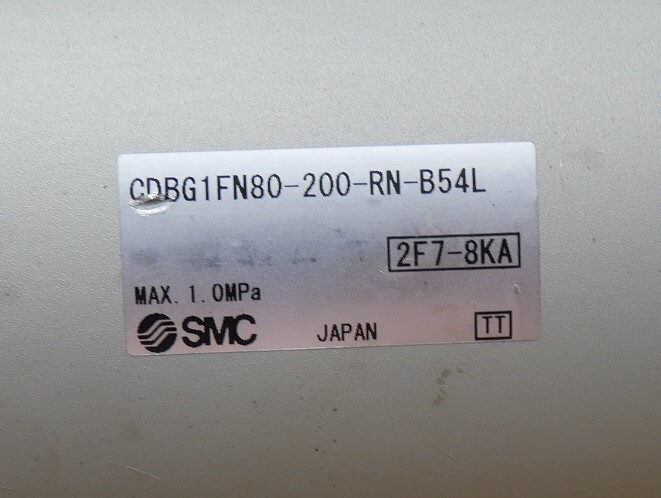 CDBG1FN80-200-RN-B54L
2F7-8KA
MAX. 1.0MPa
SMC JAPAN TT